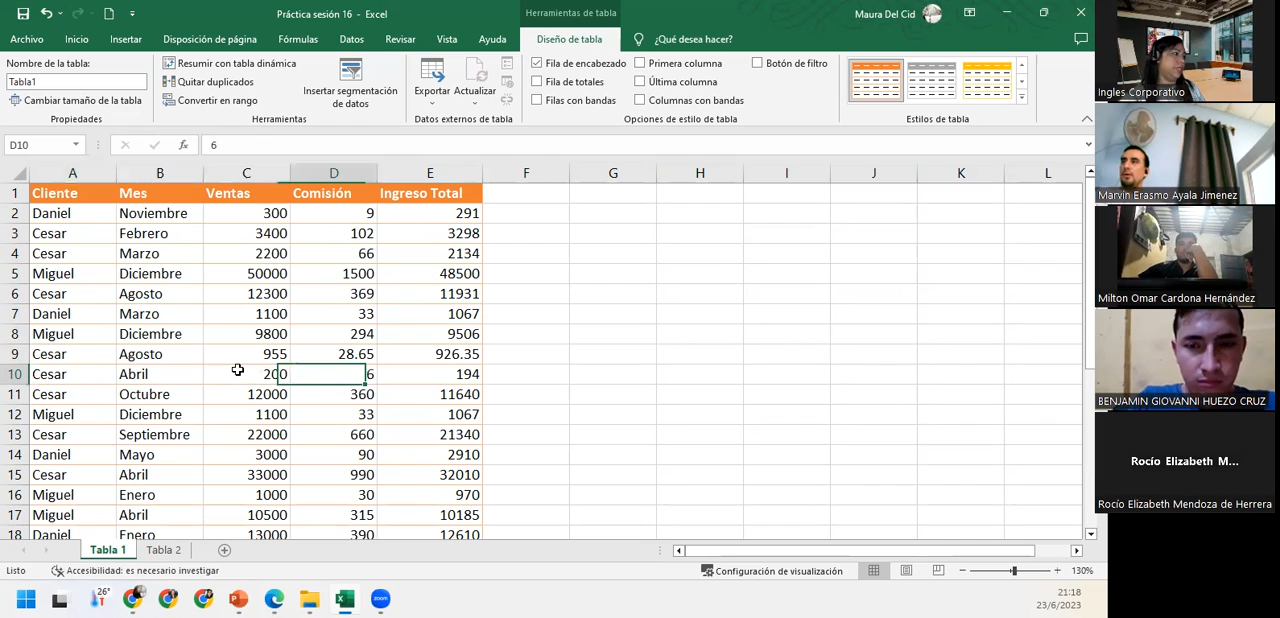 Práctica sesión 16 - Excel
Herramientas de tabla
Maura Del Cid
Archivo Inicio Insertar Disposición de página Fórmulas Datos Revisar Vista Ayuda Diseño de tabla ¿Qué desea hacer?
Nombre de la tabla:
Tabla1
Cambiar tamaño de la tabla
Propiedades
Resumir con tabla dinámica
Quitar duplicados
Convertir en rango
Insertar segmentación
de datos
Herramientas
Exportar Actualizar
Datos externos de tabla
Fila de encabezado Primera columna Botón de filtro
Fila de totales Última columna
Filas con bandas Columnas con bandas
Opciones de estilo de tabla
Estilos de tabla
D10 fx 6
A B C D E F G H I J K L
1 Cliente Mes Ventas Comisión Ingreso Total
2 Daniel Noviembre 300 9 291
3 Cesar Febrero 3400 102 3298
4 Cesar Marzo 2200 66 2134
5 Miguel Diciembre 50000 1500 48500
6 Cesar Agosto 12300 369 11931
7 Daniel Marzo 1100 33 1067
8 Miguel Diciembre 9800 294 9506
9 Cesar Agosto 955 28.65 926.35
10 Cesar Abril 200 6 194
11 Cesar Octubre 12000 360 11640
12 Miguel Diciembre 1100 33 1067
13 Cesar Septiembre 22000 660 21340
14 Daniel Mayo 3000 90 2910
15 Cesar Abril 33000 990 32010
16 Miguel Enero 1000 30 970
17 Miguel Abril 10500 315 10185
18 Daniel Enero 13000 390 12610
Tabla 1 Tabla 2
Listo Accesibilidad: es necesario investigar Configuración de visualización 130%
26°
zoom
21:18
23/6/2023
Ingles Corporativo
Marvin Erasmo Ayala Jimenez
Milton Omar Cardona Hernández
BENJAMIN GIOVANNI HUEZO CRUZ
Rocío Elizabeth M...
Rocío Elizabeth Mendoza de Herrera